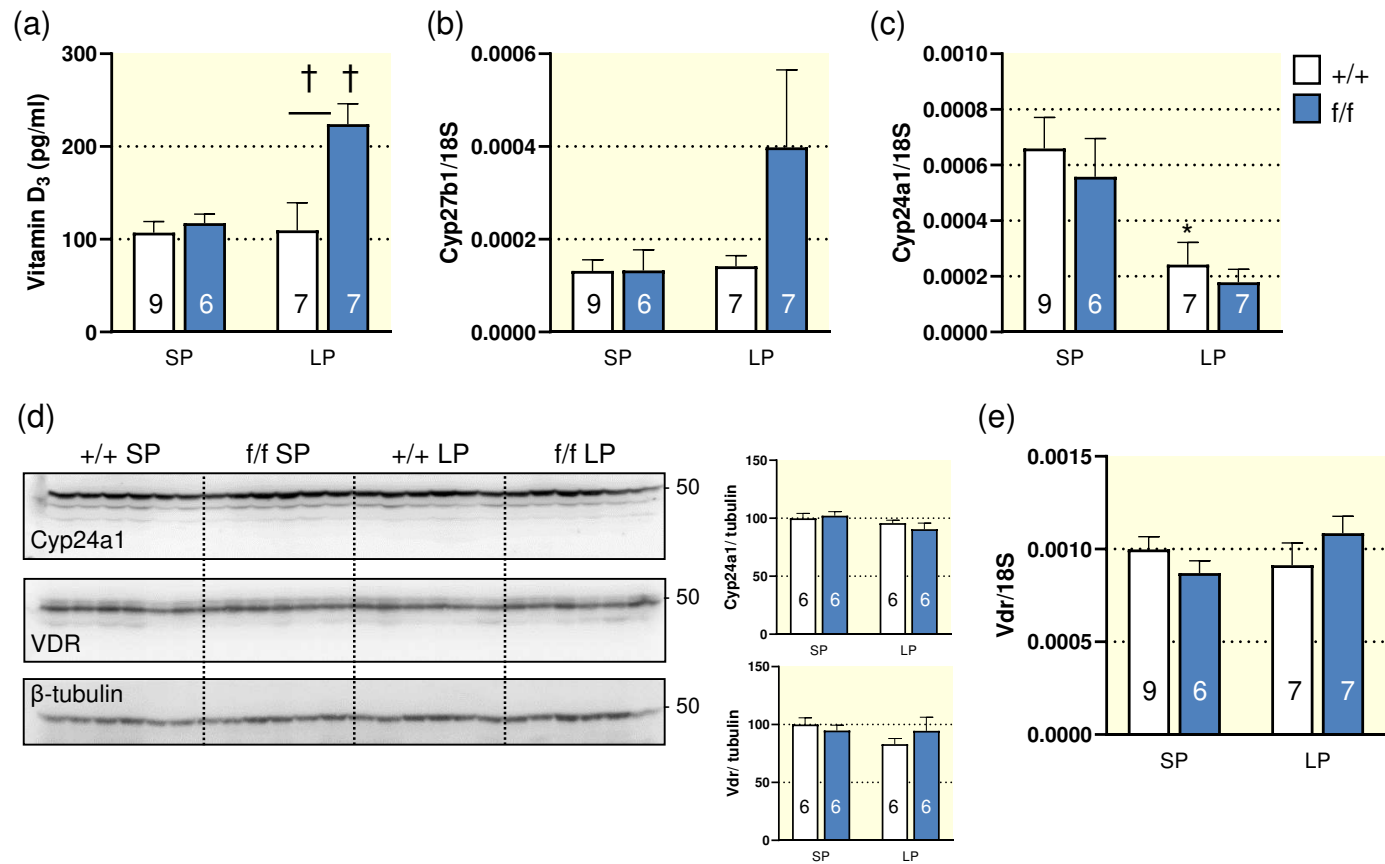 (a)
Vitamin D3 (pg/ml)
300
200
100
0
† †
9 6 7 7
SP LP
(b)
Cyp27b1/18S
0.0006
0.0004
0.0002
0.0000
9 6 7 7
SP LP
(c)
Cyp24a1/18S
0.0010
0.0008
0.0006
0.0004
0.0002
0.0000
*
9 6 7 7
SP LP
+/+
f/f
(d)
+/+ SP f/f SP +/+ LP f/f LP
50
Cyp24a1
50
VDR
β-tubulin
50
Cyp24a1/ tubulin
150
100
50
0
6 6 6 6
SP LP
Vdr/ tubulin
150
100
50
0
6 6 6 6
SP LP
(e)
Vdr/18S
0.0015
0.0010
0.0005
0.0000
9 6 7 7
SP LP